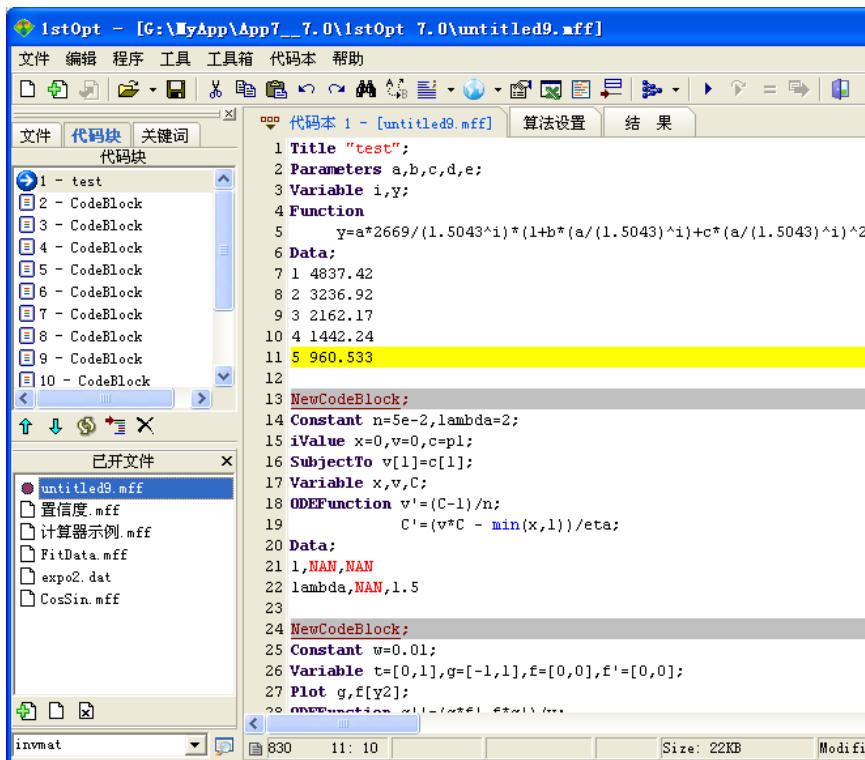 1stOpt - [G:\MyApp\App7__7.0\1stOpt 7.0\untitled9.mff]
文件 编辑 程序 工具 工具箱 代码本 帮助
文件 代码块 关键词
代码块
1 - test
2 - CodeBlock
3 - CodeBlock
4 - CodeBlock
5 - CodeBlock
6 - CodeBlock
7 - CodeBlock
8 - CodeBlock
9 - CodeBlock
10 - CodeBlock
已开文件
untitled9.mff
置信度.mff
计算器示例.mff
FitData.mff
expo2.dat
CosSin.mff
invmat
代码本 1 - [untitled9.mff] 算法设置 结 果
1 Title "test";
2 Parameters a,b,c,d,e;
3 Variable i,y;
4 Function
5 y=a*2669/(1.5043^i)*(1+b*(a/(1.5043)^i)+c*(a/(1.5043)^i)^2
6 Data;
7 1 4837.42
8 2 3236.92
9 3 2162.17
10 4 1442.24
11 5 960.533
12
13 NewCodeBlock;
14 Constant n=5e-2,lambda=2;
15 iValue x=0,v=0,c=p1;
16 SubjectTo v[1]=c[1];
17 Variable x,v,C;
18 ODEFunction v'=(C-1)/n;
19 C'=(v*C - min(x,1))/eta;
20 Data;
21 1,NAN,NAN
22 lambda,NAN,1.5
23
24 NewCodeBlock;
25 Constant w=0.01;
26 Variable t=[0,1],g=[-1,1],f=[0,0],f'=[0,0];
27 Plot g,f[y2];
28 ODEFunction
830 11: 10 Size: 22KB Modifi